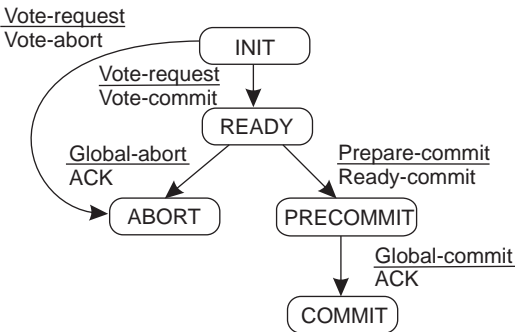 Vote-request
Vote-abort
INIT
Vote-request
Vote-commit
READY
Global-abort
ACK
Prepare-commit
Ready-commit
ABORT
PRECOMMIT
Global-commit
ACK
COMMIT